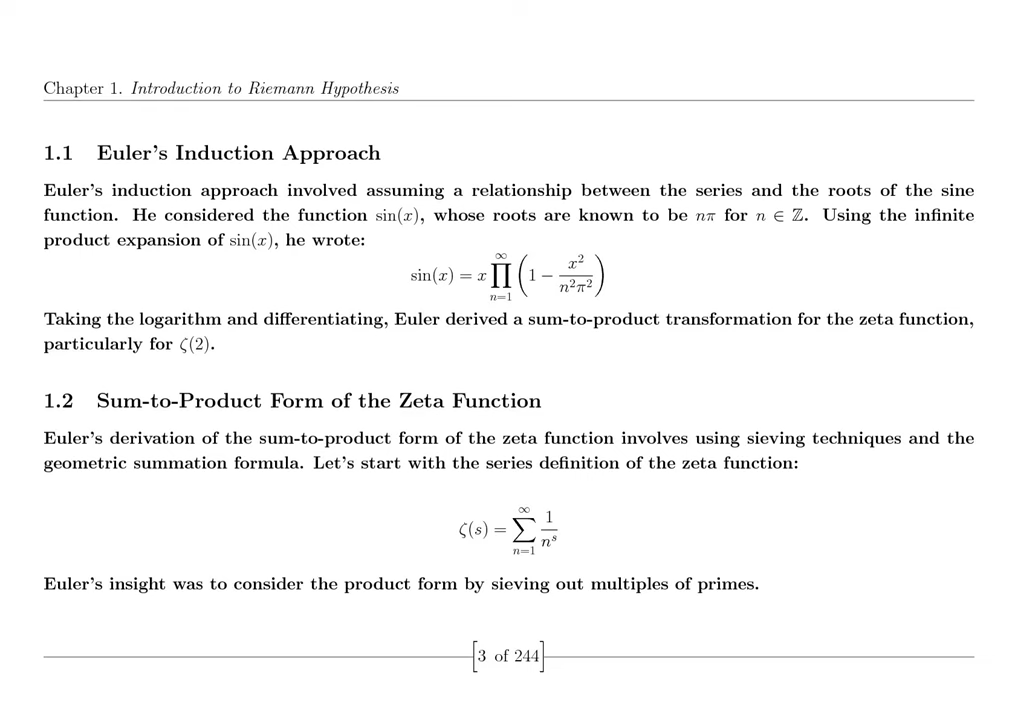 Chapter 1. Introduction to Riemann Hypothesis
1.1 Euler's Induction Approach
Euler's induction approach involved assuming a relationship between the series and the roots of the sine
function. He considered the function sin(x), whose roots are known to be nπ for n ∈ ℤ. Using the infinite
product expansion of sin(x), he wrote:
sin(x) = x ∏_{n=1}^{∞} (1 − x²/(n²π²))
Taking the logarithm and differentiating, Euler derived a sum-to-product transformation for the zeta function,
particularly for ζ(2).
1.2 Sum-to-Product Form of the Zeta Function
Euler's derivation of the sum-to-product form of the zeta function involves using sieving techniques and the
geometric summation formula. Let's start with the series definition of the zeta function:
ζ(s) = ∑_{n=1}^{∞} 1/n^s
Euler's insight was to consider the product form by sieving out multiples of primes.
[3 of 244]